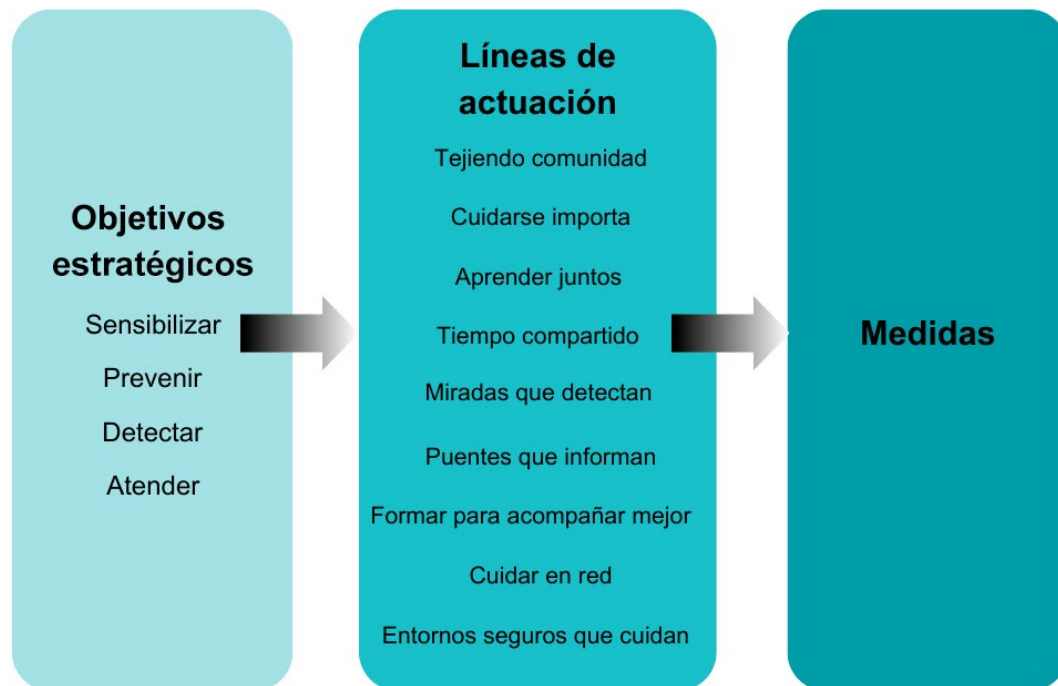 Objetivos
estratégicos
Sensibilizar
Prevenir
Detectar
Atender
Líneas de
actuación
Tejiendo comunidad
Cuidarse importa
Aprender juntos
Tiempo compartido
Miradas que detectan
Puentes que informan
Formar para acompañar mejor
Cuidar en red
Entornos seguros que cuidan
Medidas